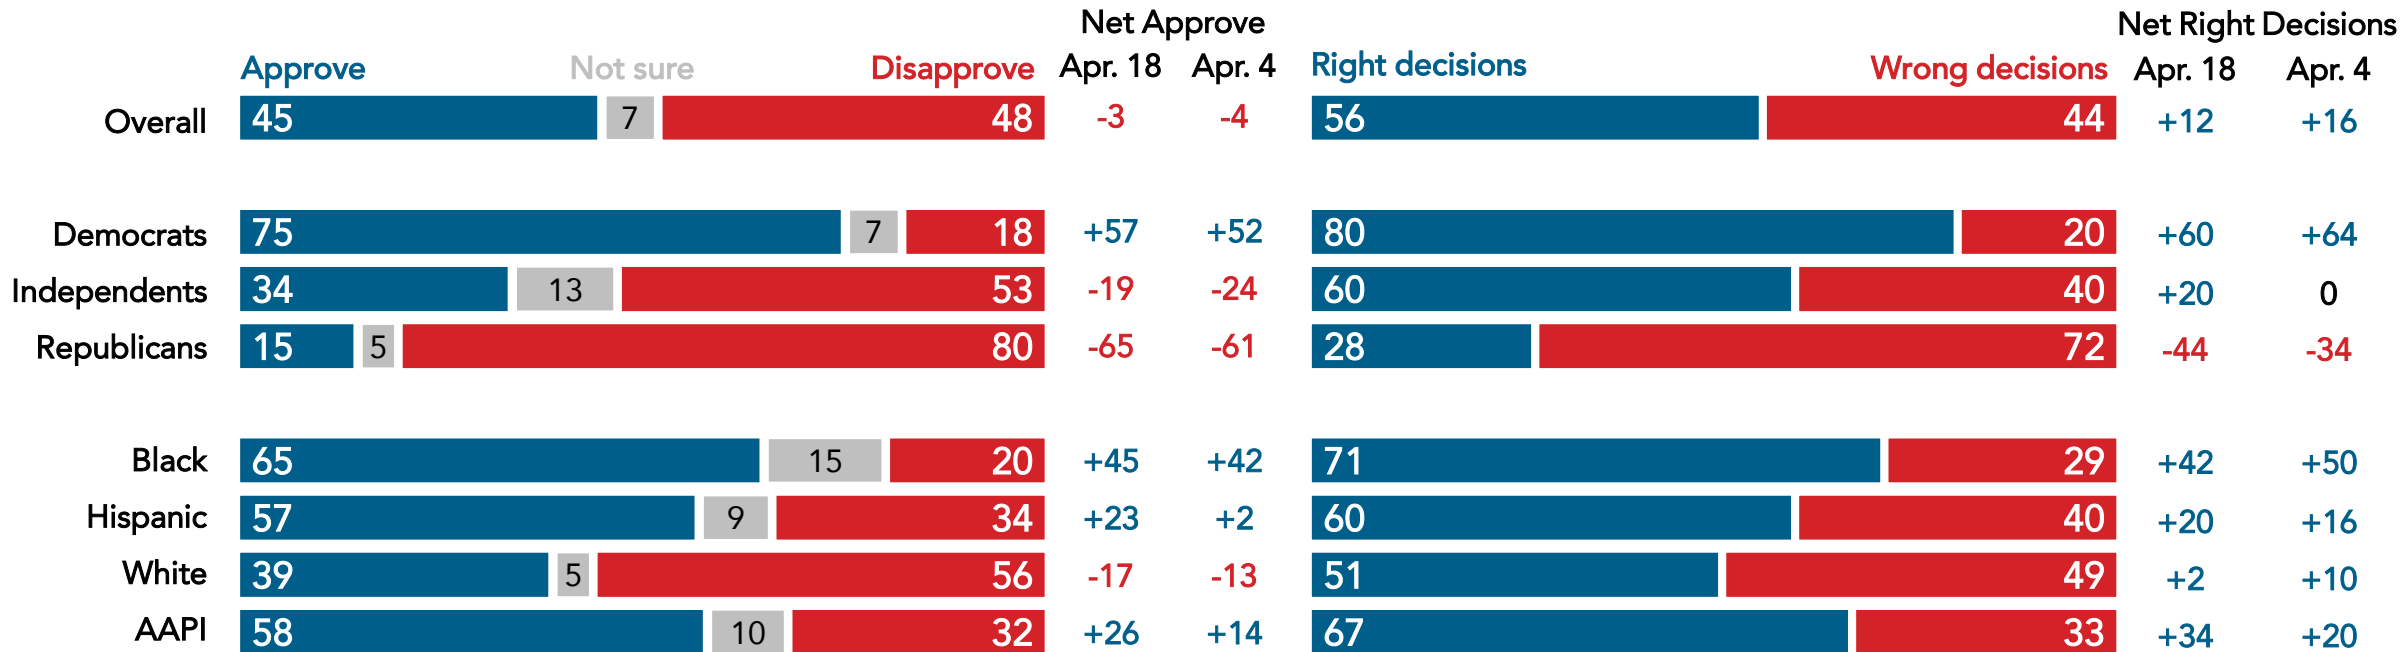 Net Approve Net Right Decisions
Approve Not sure Disapprove Apr. 18 Apr. 4 Right decisions Wrong decisions Apr. 18 Apr. 4
Overall 45 7 48 -3 -4 56 44 +12 +16
Democrats 75 7 18 +57 +52 80 20 +60 +64
Independents 34 13 53 -19 -24 60 40 +20 0
Republicans 15 5 80 -65 -61 28 72 -44 -34
Black 65 15 20 +45 +42 71 29 +42 +50
Hispanic 57 9 34 +23 +2 60 40 +20 +16
White 39 5 56 -17 -13 51 49 +2 +10
AAPI 58 10 32 +26 +14 67 33 +34 +20